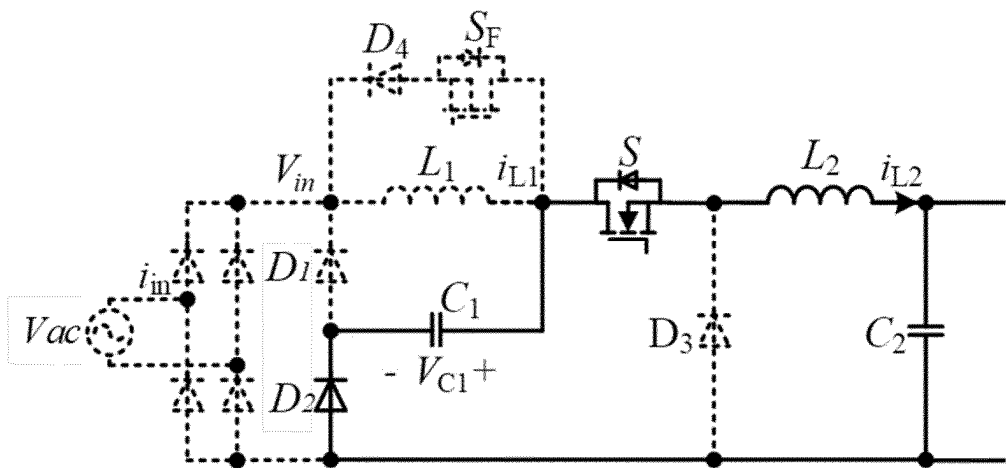 D4
SF
Vin
L1
iL1
S
L2
iL2
iin
D1
C1
Vac
- VC1 +
D3
C2
D2